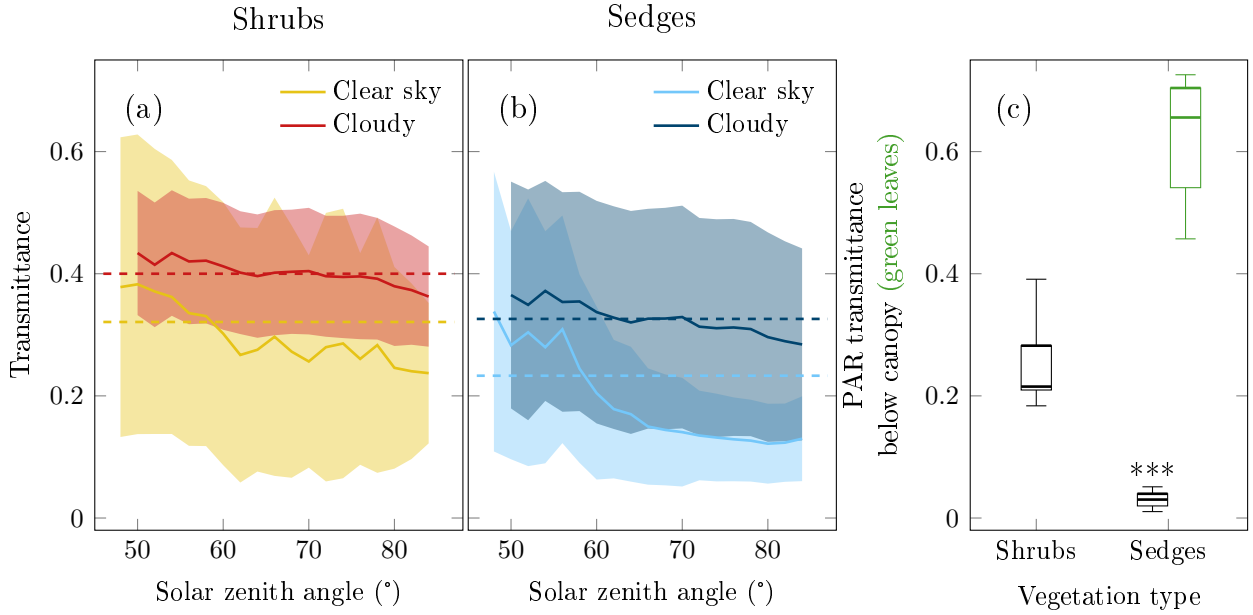 Shrubs
Sedges
(a)
Clear sky
Cloudy
(b)
Clear sky
Cloudy
(c)
Transmittance
0.6
0.4
0.2
0
50
60
70
80
Solar zenith angle (°)
50
60
70
80
Solar zenith angle (°)
PAR transmittance
below canopy (green leaves)
0.6
0.4
0.2
0
***
Shrubs
Sedges
Vegetation type